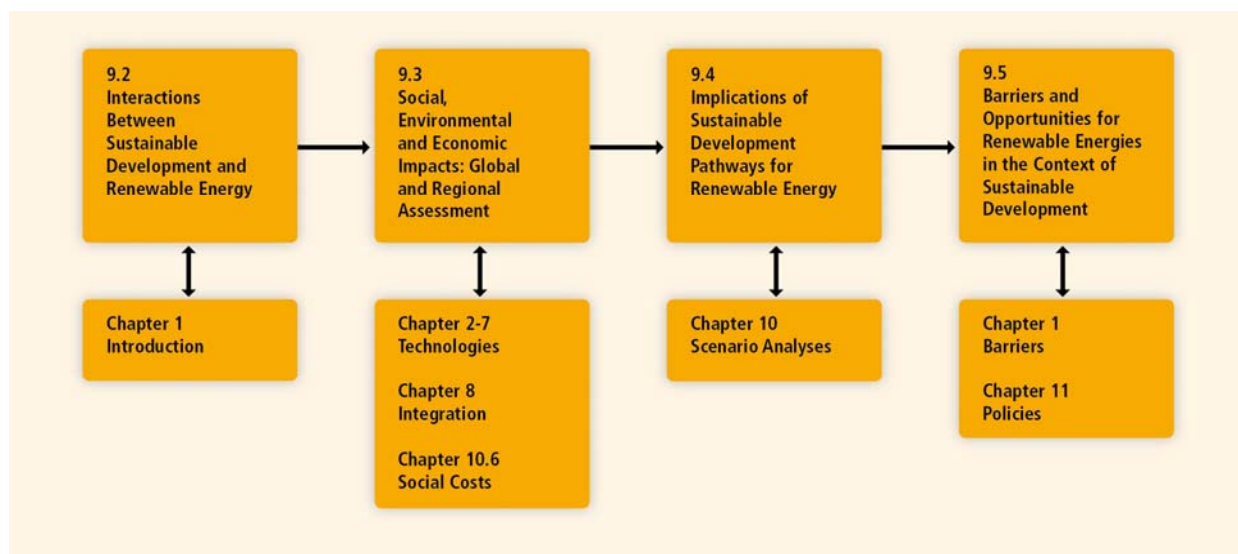 9.2
Interactions
Between
Sustainable
Development and
Renewable Energy
9.3
Social,
Environmental
and Economic
Impacts: Global
and Regional
Assessment
9.4
Implications of
Sustainable
Development
Pathways for
Renewable Energy
9.5
Barriers and
Opportunities for
Renewable Energies
in the Context of
Sustainable
Development
Chapter 1
Introduction
Chapter 2-7
Technologies
Chapter 8
Integration
Chapter 10.6
Social Costs
Chapter 10
Scenario Analyses
Chapter 1
Barriers
Chapter 11
Policies